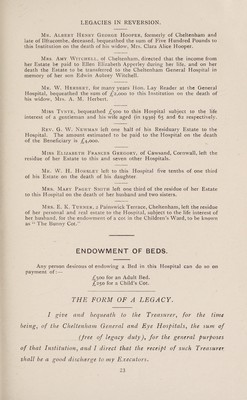 LEGACIES IN REVERSION.
Mr. Albert Henry George Hooper, formerly of Cheltenham and
late of Ilfracombe, deceased, bequeathed the sum of Five Hundred Pounds to
this Institution on the death of his widow, Mrs. Clara Alice Hooper.
Mrs. Amy Witchell, of Cheltenham, directed that the income from
her Estate be paid to Ellen Elizabeth Apperley during her life, and on her
death the Estate to be transferred to the Cheltenham General Hospital in
memory of her son Edwin Aubrey Witchell.
Mr. W. Herbert, for many years Hon. Lay Reader at the General
Hospital, bequeathed the sum of £2,000 to this Institution on the death of
his widow, Mrs. A. M. Herbert.
Miss Tynte, bequeathed £500 to this Hospital subject to the life
interest of a gentleman and his wife aged (in 1930) 63 and 62 respectively.
Rev. G. W. Newman left one half of his Residuary Estate to the
Hospital. The amount estimated to be paid to the Hospital on the death
of the Beneficiary is £4,000.
Miss Elizabeth Frances Gregory, of Cawsand, Cornwall, left the
residue of her Estate to this and seven other Hospitals.
Mr. W. H. Horsley left to this Hospital five tenths of one third
of his Estate on the death of his daughter
Mrs. Mary Paget Smith left one third of the residue of her Estate
to this Hospital on the death of her husband and two sisters.
Mrs. E. K. Turner, 2 Painswick Terrace, Cheltenham, left the residue
of her personal and real estate to the Hospital, subject to the life interest of
her husband, for the endowment of a cot in the Children's Ward, to be known
as "The Barney Cot."
ENDOWMENT OF BEDS.
Any person desirous of endowing a Bed in this Hospital can do so on
payment of:—
£500 for an Adult Bed.
£250 for a Child's Cot.
THE FORM OF A LEGACY.
I give and bequeath to the Treasurer, for the time
being, of the Cheltenham General and Eye Hospitals, the sum of
(free of legacy duty), for the general purposes
of that Institution, and I direct that the receipt of such Treasurer
shall be a good discharge to my Executors.
23